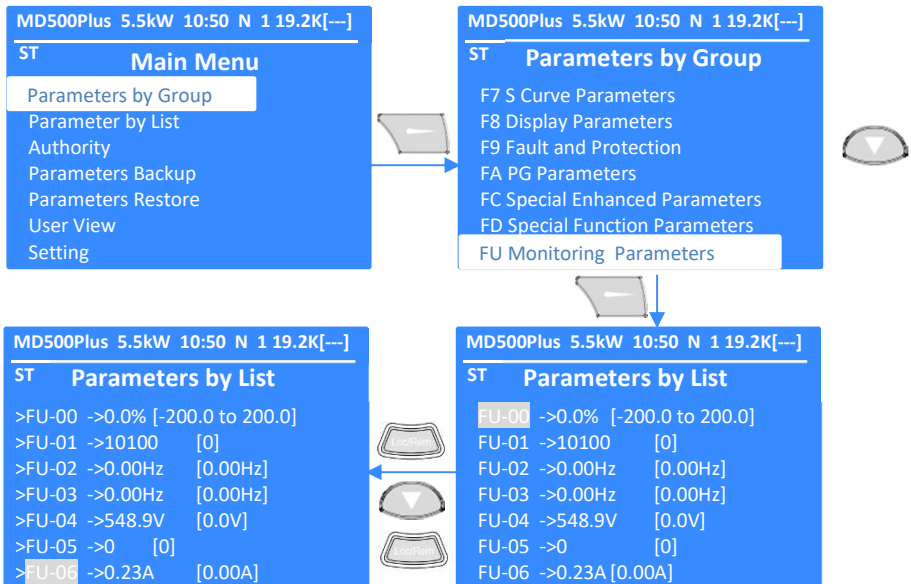 MD500Plus 5.5kW 10:50 N 1 19.2K[---]
ST Main Menu
Parameters by Group
Parameter by List
Authority
Parameters Backup
Parameters Restore
User View
Setting
MD500Plus 5.5kW 10:50 N 1 19.2K[---]
ST Parameters by Group
F7 S Curve Parameters
F8 Display Parameters
F9 Fault and Protection
FA PG Parameters
FC Special Enhanced Parameters
FD Special Function Parameters
FU Monitoring Parameters
MD500Plus 5.5kW 10:50 N 1 19.2K[---]
ST Parameters by List
>FU-00 ->0.0% [-200.0 to 200.0]
>FU-01 ->10100 [0]
>FU-02 ->0.00Hz [0.00Hz]
>FU-03 ->0.00Hz [0.00Hz]
>FU-04 ->548.9V [0.0V]
>FU-05 ->0 [0]
>FU-06 ->0.23A [0.00A]
Loc/Rem
Loc/Rem
MD500Plus 5.5kW 10:50 N 1 19.2K[---]
ST Parameters by List
FU-00 ->0.0% [-200.0 to 200.0]
FU-01 ->10100 [0]
FU-02 ->0.00Hz [0.00Hz]
FU-03 ->0.00Hz [0.00Hz]
FU-04 ->548.9V [0.0V]
FU-05 ->0 [0]
FU-06 ->0.23A [0.00A]